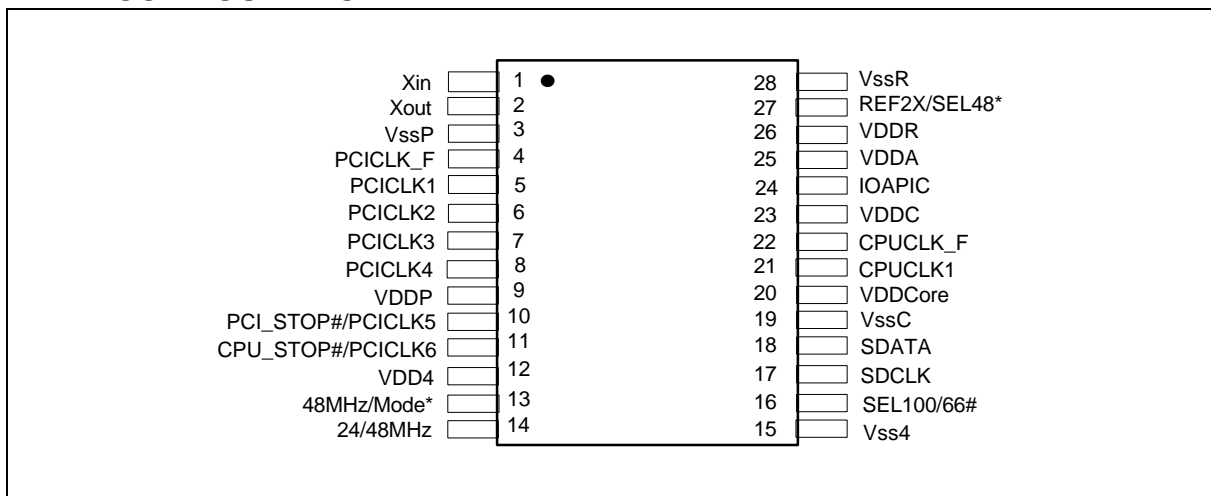 Xin 1 28 VssR
Xout 2 27 REF2X/SEL48*
VssP 3 26 VDDR
PCICLK_F 4 25 VDDA
PCICLK1 5 24 IOAPIC
PCICLK2 6 23 VDDC
PCICLK3 7 22 CPUCLK_F
PCICLK4 8 21 CPUCLK1
VDDP 9 20 VDDCore
PCI_STOP#/PCICLK5 10 19 VssC
CPU_STOP#/PCICLK6 11 18 SDATA
VDD4 12 17 SDCLK
48MHz/Mode* 13 16 SEL100/66#
24/48MHz 14 15 Vss4